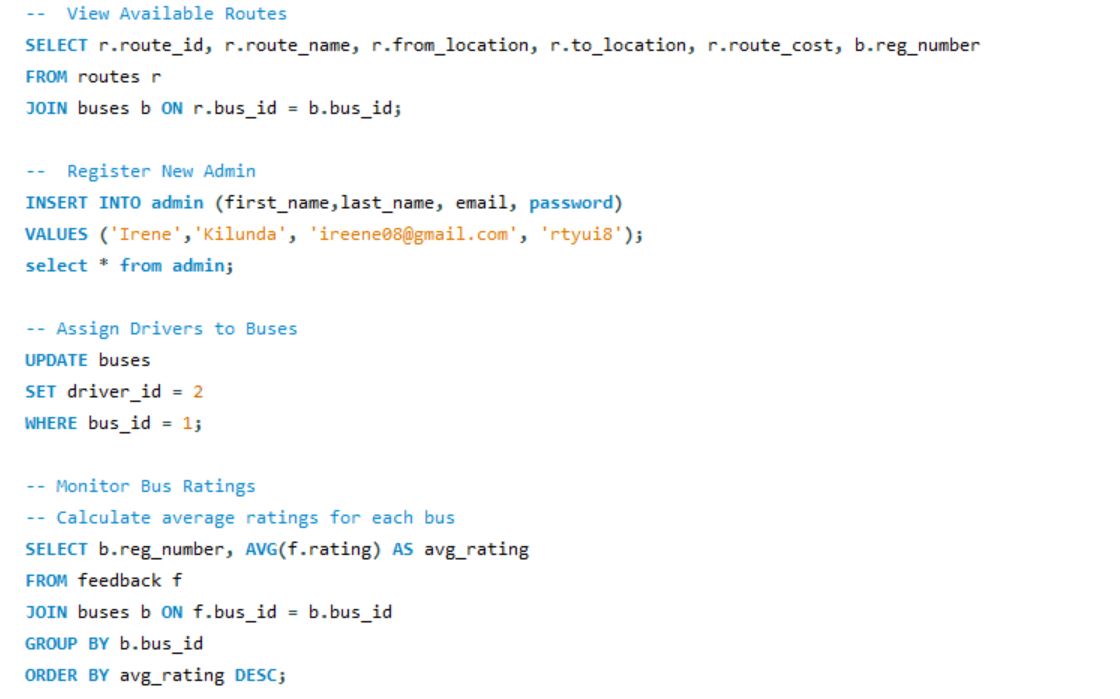 --  View Available Routes
SELECT r.route_id, r.route_name, r.from_location, r.to_location, r.route_cost, b.reg_number
FROM routes r
JOIN buses b ON r.bus_id = b.bus_id;
--  Register New Admin
INSERT INTO admin (first_name,last_name, email, password)
VALUES ('Irene','Kilunda', 'ireene08@gmail.com', 'rtyui8');
select * from admin;
-- Assign Drivers to Buses
UPDATE buses
SET driver_id = 2
WHERE bus_id = 1;
-- Monitor Bus Ratings
-- Calculate average ratings for each bus
SELECT b.reg_number, AVG(f.rating) AS avg_rating
FROM feedback f
JOIN buses b ON f.bus_id = b.bus_id
GROUP BY b.bus_id
ORDER BY avg_rating DESC;